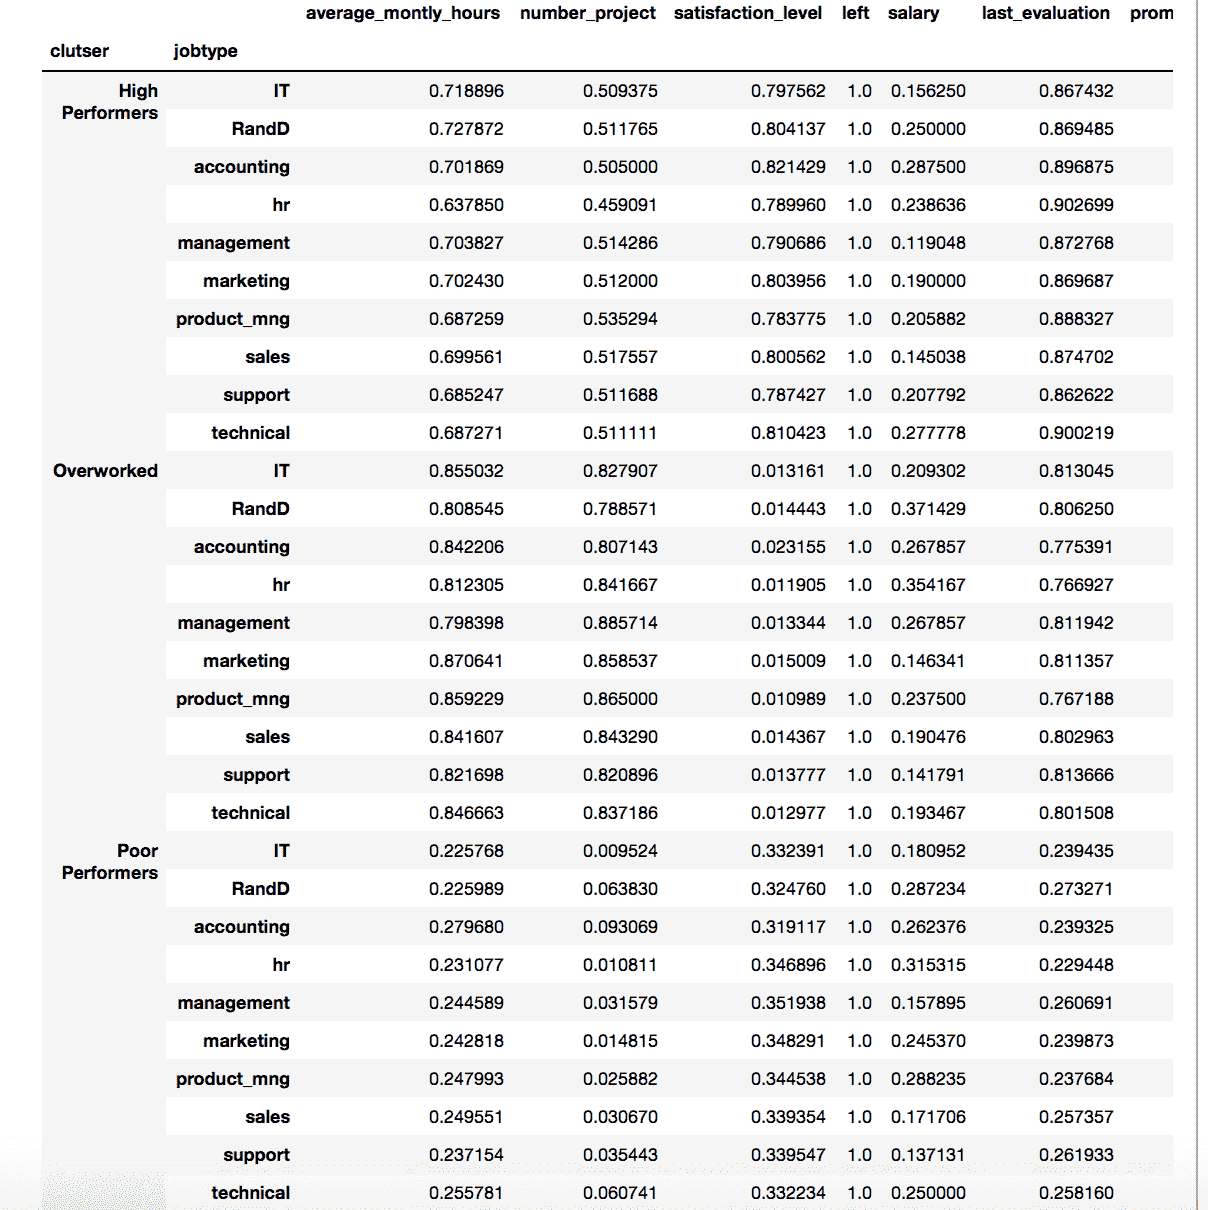 average_montly_hours number_project satisfaction_level left salary last_evaluation prom
clutser jobtype
High Performers IT 0.718896 0.509375 0.797562 1.0 0.156250 0.867432
RandD 0.727872 0.511765 0.804137 1.0 0.250000 0.869485
accounting 0.701869 0.505000 0.821429 1.0 0.287500 0.896875
hr 0.637850 0.459091 0.789960 1.0 0.238636 0.902699
management 0.703827 0.514286 0.790686 1.0 0.119048 0.872768
marketing 0.702430 0.512000 0.803956 1.0 0.190000 0.869687
product_mng 0.687259 0.535294 0.783775 1.0 0.205882 0.888327
sales 0.699561 0.517557 0.800562 1.0 0.145038 0.874702
support 0.685247 0.511688 0.787427 1.0 0.207792 0.862622
technical 0.687271 0.511111 0.810423 1.0 0.277778 0.900219
Overworked IT 0.855032 0.827907 0.013161 1.0 0.209302 0.813045
RandD 0.808545 0.788571 0.014443 1.0 0.371429 0.806250
accounting 0.842206 0.807143 0.023155 1.0 0.267857 0.775391
hr 0.812305 0.841667 0.011905 1.0 0.354167 0.766927
management 0.798398 0.885714 0.013344 1.0 0.267857 0.811942
marketing 0.870641 0.858537 0.015009 1.0 0.146341 0.811357
product_mng 0.859229 0.865000 0.010989 1.0 0.237500 0.767188
sales 0.841607 0.843290 0.014367 1.0 0.190476 0.802963
support 0.821698 0.820896 0.013777 1.0 0.141791 0.813666
technical 0.846663 0.837186 0.012977 1.0 0.193467 0.801508
Poor Performers IT 0.225768 0.009524 0.332391 1.0 0.180952 0.239435
RandD 0.225989 0.063830 0.324760 1.0 0.287234 0.273271
accounting 0.279680 0.093069 0.319117 1.0 0.262376 0.239325
hr 0.231077 0.010811 0.346896 1.0 0.315315 0.229448
management 0.244589 0.031579 0.351938 1.0 0.157895 0.260691
marketing 0.242818 0.014815 0.348291 1.0 0.245370 0.239873
product_mng 0.247993 0.025882 0.344538 1.0 0.288235 0.237684
sales 0.249551 0.030670 0.339354 1.0 0.171706 0.257357
support 0.237154 0.035443 0.339547 1.0 0.137131 0.261933
technical 0.255781 0.060741 0.332234 1.0 0.250000 0.258160